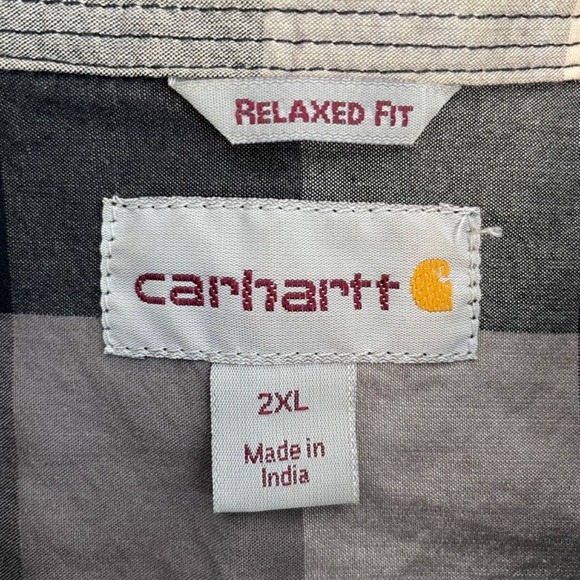 RELAXED FIT
carhartt
2XL
Made in
India